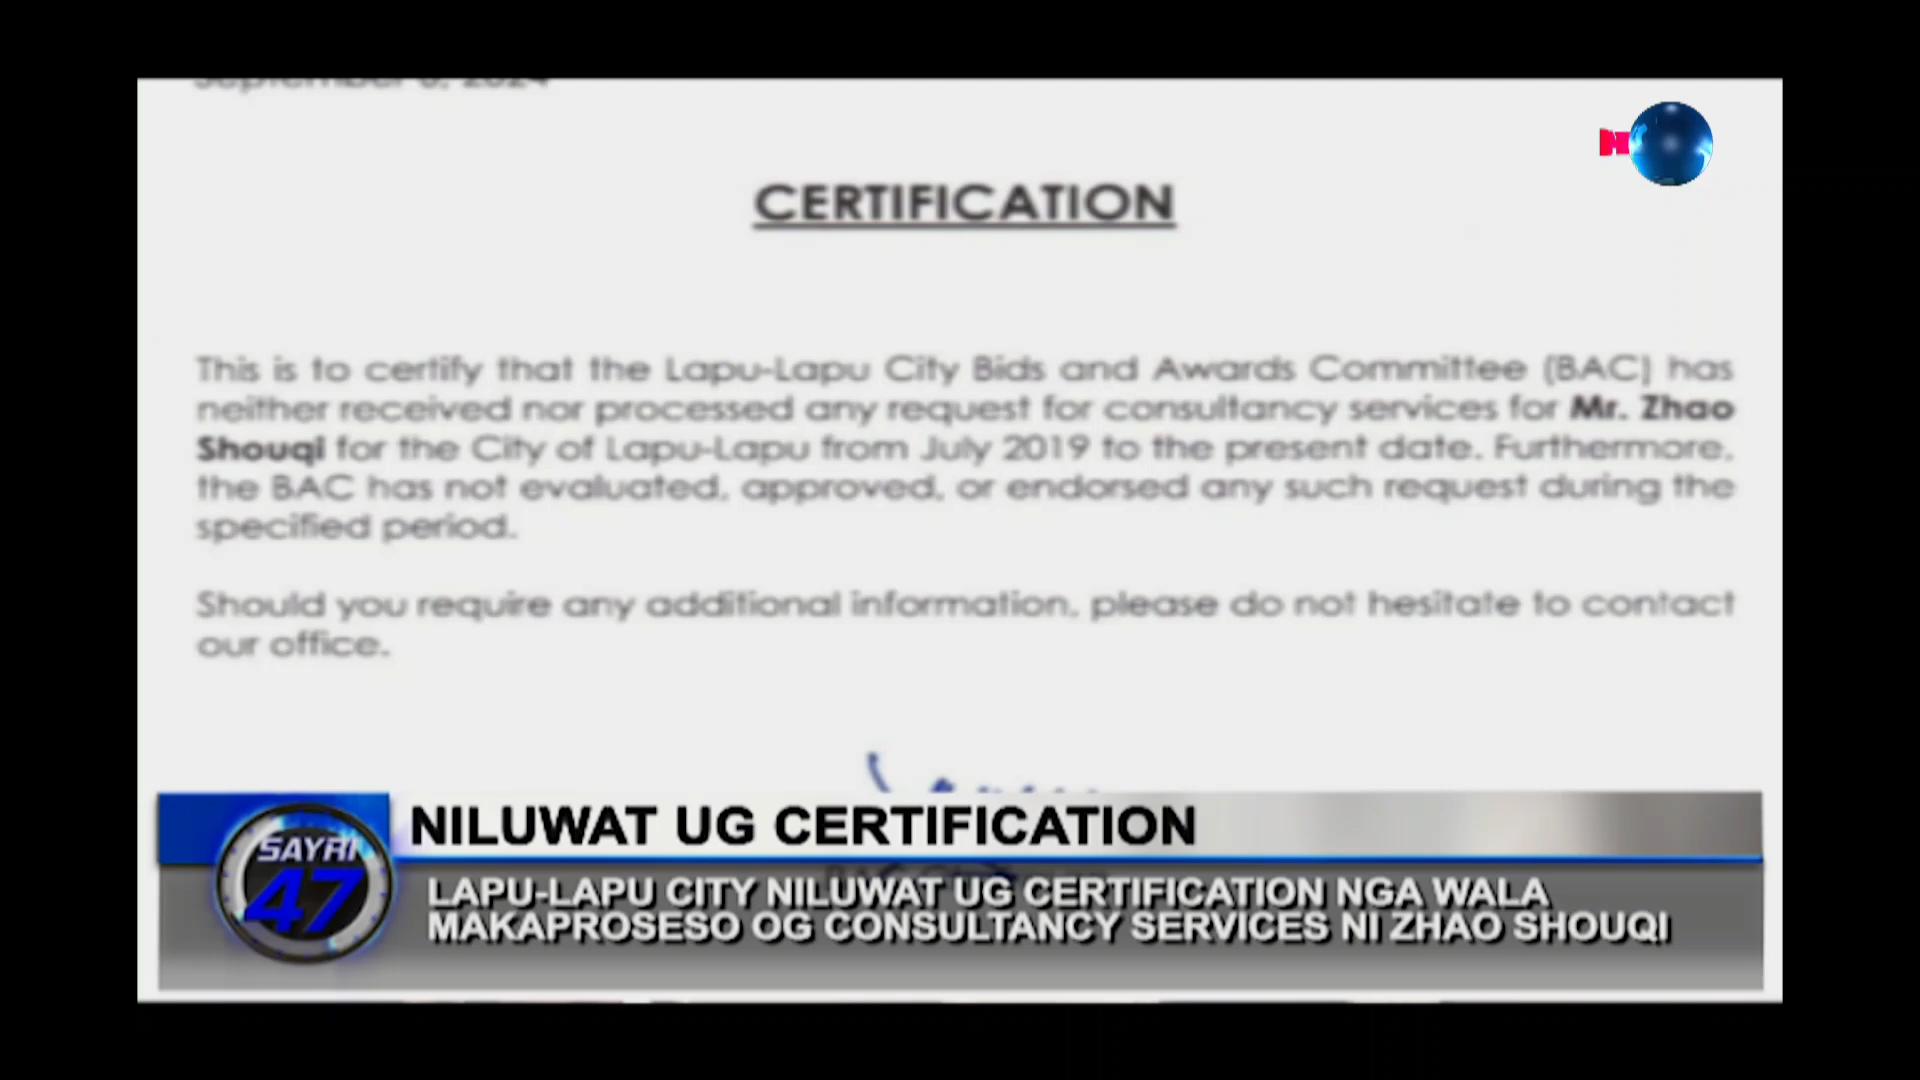 CERTIFICATION
This is to certify that the Lapu-Lapu City Bids and Awards Committee (BAC) has
neither received nor processed any request for consultancy services for Mr. Zhao
Shouqi for the City of Lapu-Lapu from July 2019 to the present date. Furthermore,
the BAC has not evaluated, approved, or endorsed any such request during the
specified period.
Should you require any additional information, please do not hesitate to contact
our office.
NILUWAT UG CERTIFICATION
SAYRI
47
LAPU-LAPU CITY NILUWAT UG CERTIFICATION NGA WALA
MAKAPROSESO OG CONSULTANCY SERVICES NI ZHAO SHOUQI